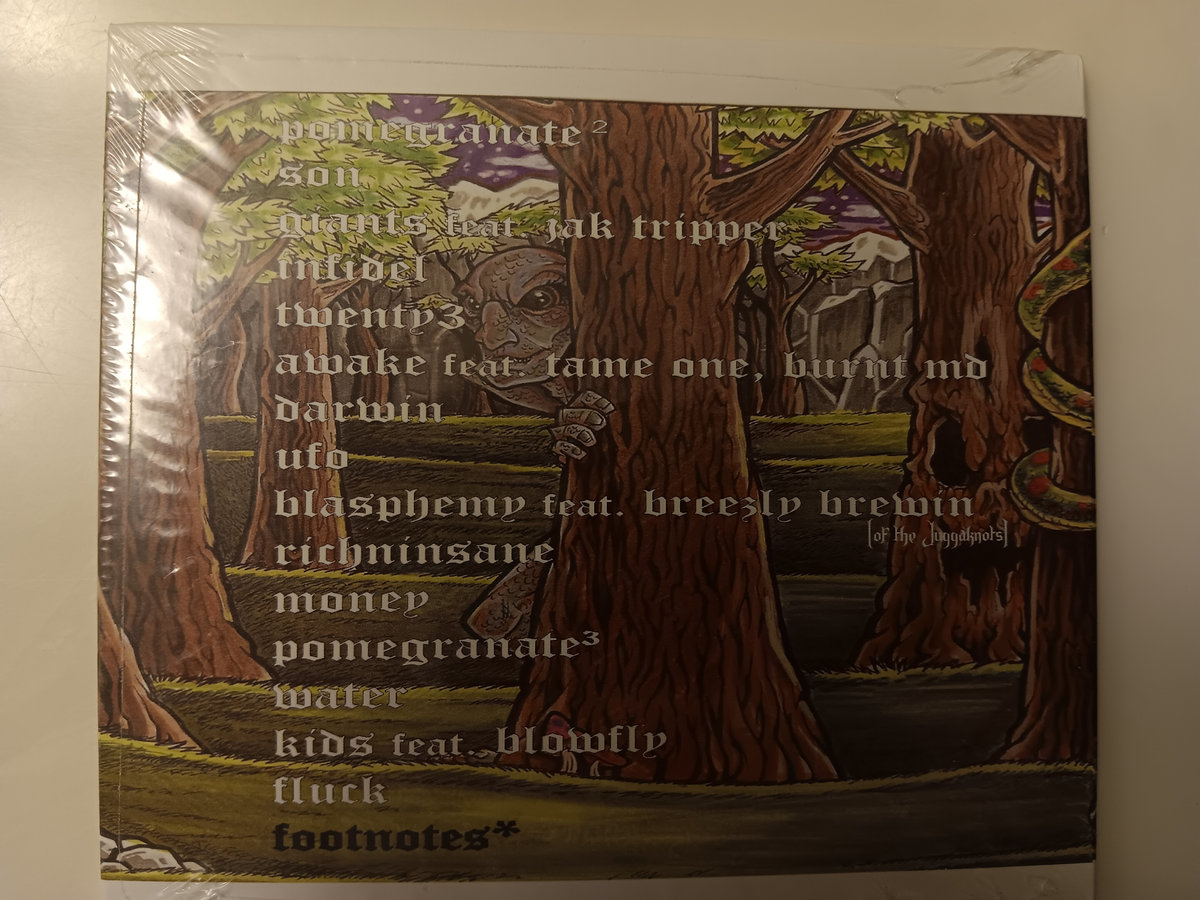 pomegranate²
son
giants feat. jak tripper
infidel
twenty3
awake feat. tame one, burnt md
darwin
ufo
blasphemy feat. breezly brewin
[of the Juggaknots]
richninsane
money
pomegranate³
water
kids feat. blowfly
fluck
footnotes*